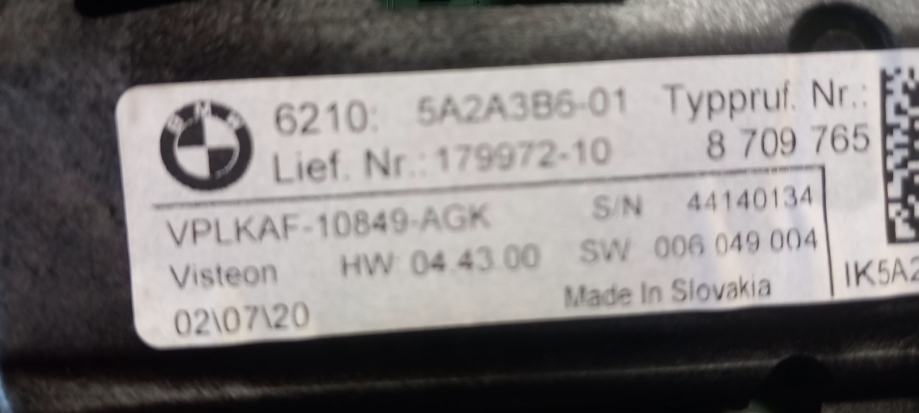 BMW
6210: 5A2A3B6-01 Typpruf. Nr.:
Lief. Nr.: 179972-10 8 709 765
VPLKAF-10849-AGK S/N 44140134
Visteon HW 04.43.00 SW 006 049 004
02\07\20 Made In Slovakia IK5A2